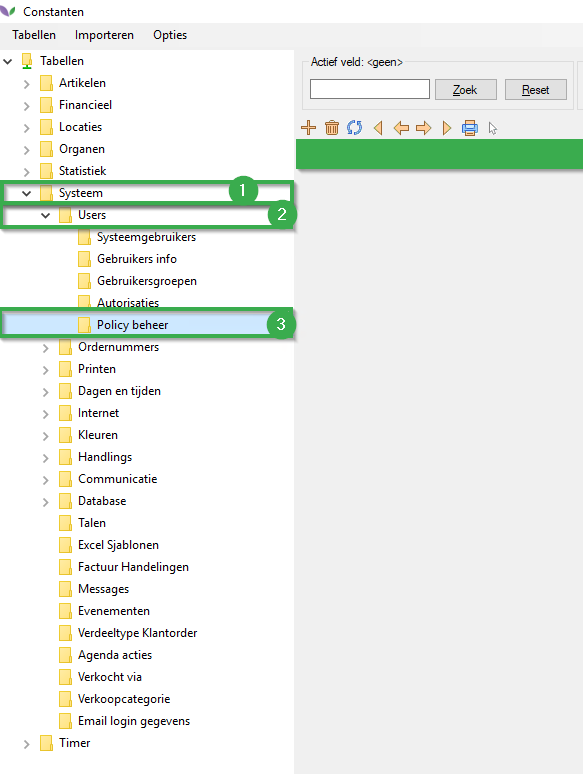 Constanten
Tabellen Importeren Opties
Tabellen
Artikelen
Financieel
Locaties
Organen
Statistiek
Systeem 1
Users 2
Systeemgebruikers
Gebruikers info
Gebruikersgroepen
Autorisaties
Policy beheer 3
Ordernummers
Printen
Dagen en tijden
Internet
Kleuren
Handlings
Communicatie
Database
Talen
Excel Sjablonen
Factuur Handelingen
Messages
Evenementen
Verdeeltype Klantorder
Agenda acties
Verkocht via
Verkoopcategorie
Email login gegevens
Timer
Actief veld: <geen>
Zoek Reset